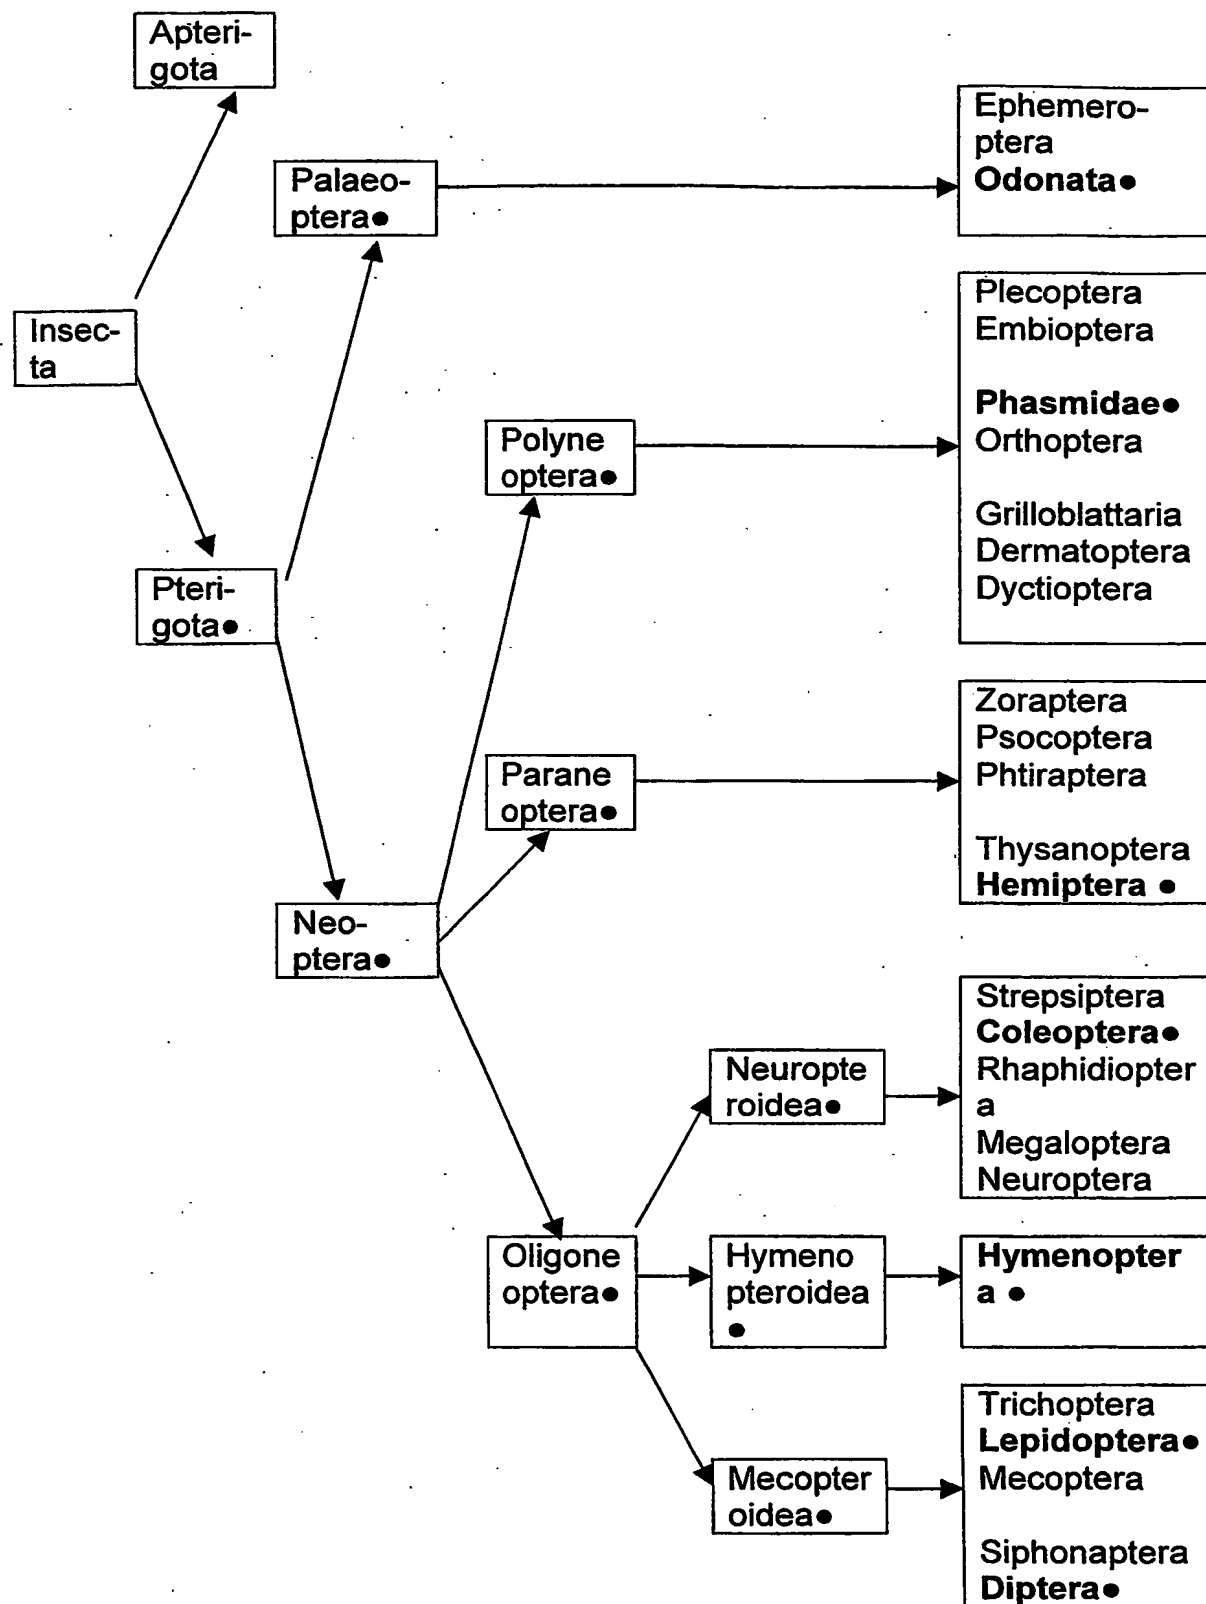 Apteri-
gota
Palaeo-
ptera●
Ephemero-
ptera
Odonata●
Insec-
ta
Plecoptera
Embioptera
Phasmidae●
Orthoptera
Grilloblattaria
Dermatoptera
Dyctioptera
Polyne
optera●
Pteri-
gota●
Zoraptera
Psocoptera
Phtiraptera
Thysanoptera
Hemiptera ●
Parane
optera●
Neo-
ptera●
Strepsiptera
Coleoptera●
Rhaphidiopter
a
Megaloptera
Neuroptera
Neuropte
roidea●
Oligone
optera●
Hymeno
pteroidea
●
Hymenopter
a ●
Trichoptera
Lepidoptera●
Mecoptera
Siphonaptera
Diptera●
Mecopter
oidea●